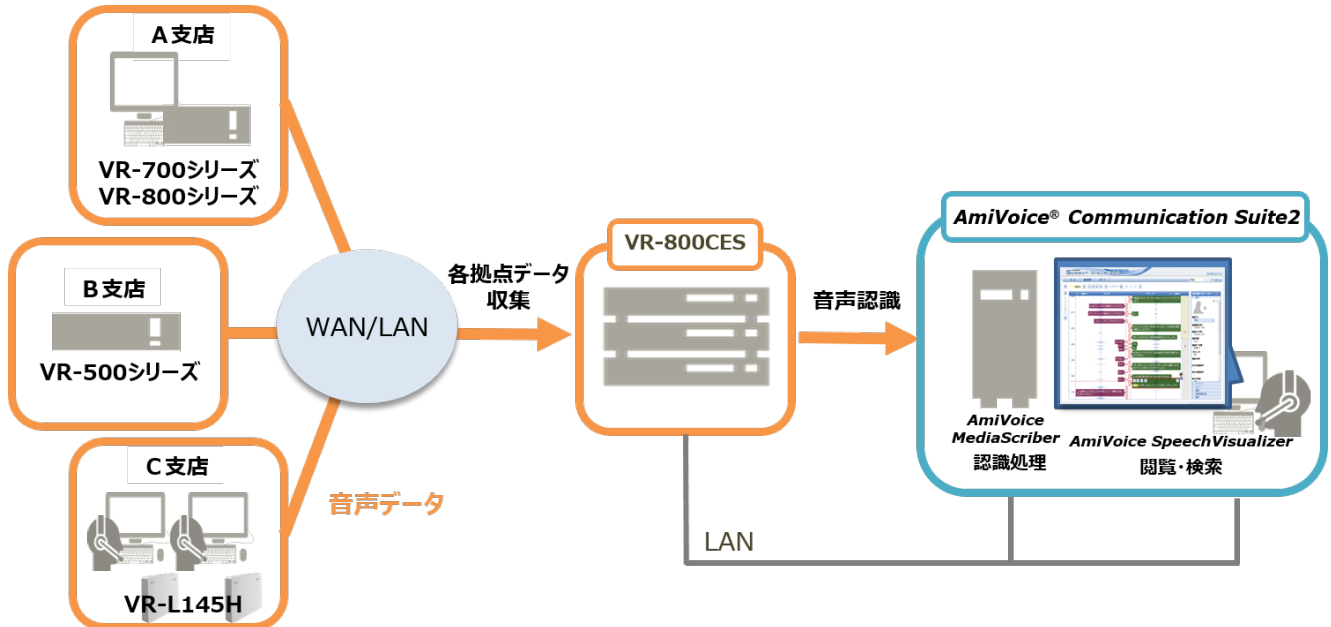 A支店
VR-700シリーズ
VR-800シリーズ
B支店
VR-500シリーズ
C支店
VR-L145H
音声データ
WAN/LAN
各拠点データ
収集
VR-800CES
音声認識
LAN
AmiVoice® Communication Suite2
AmiVoice
MediaScriber
認識処理
AmiVoice SpeechVisualizer
閲覧・検索